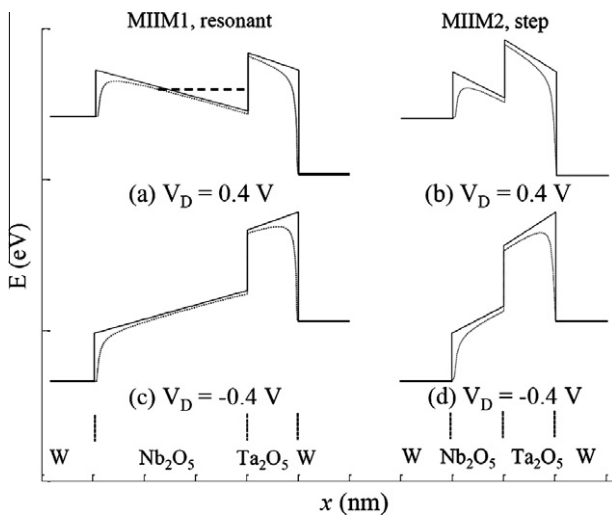 MIIM1, resonant
MIIM2, step
(a) V_D = 0.4 V
(b) V_D = 0.4 V
E (eV)
(c) V_D = -0.4 V
(d) V_D = -0.4 V
W Nb₂O₅ Ta₂O₅ W
W Nb₂O₅ Ta₂O₅ W
x (nm)